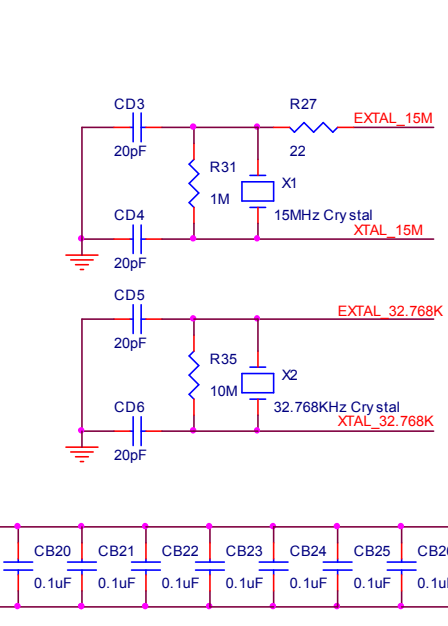 CD3 R27
EXTAL_15M
20pF 22
R31
X1
1M
CD4 15MHz Crystal
XTAL_15M
20pF
CD5
EXTAL_32.768K
20pF
R35
X2
10M
CD6 32.768KHz Crystal
XTAL_32.768K
20pF
CB20 CB21 CB22 CB23 CB24 CB25
0.1uF 0.1uF 0.1uF 0.1uF 0.1uF 0.1uF